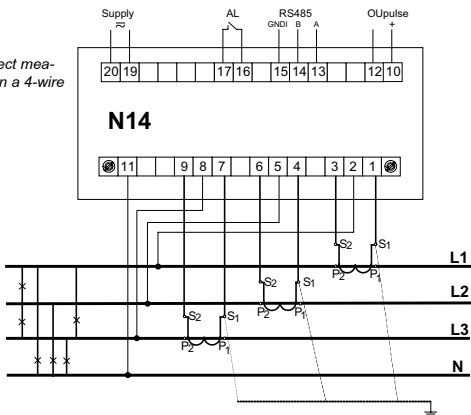 Supply AL RS485 OUpulse
≂ GNDI B A +
ect mea-
n a 4-wire
20 19 17 16 15 14 13 12 10
N14
11 9 8 7 6 5 4 3 2 1
S2 S1
L1
S2 S1 P2 P1
L2
S2 S1 P2 P1
L3
P2 P1
N